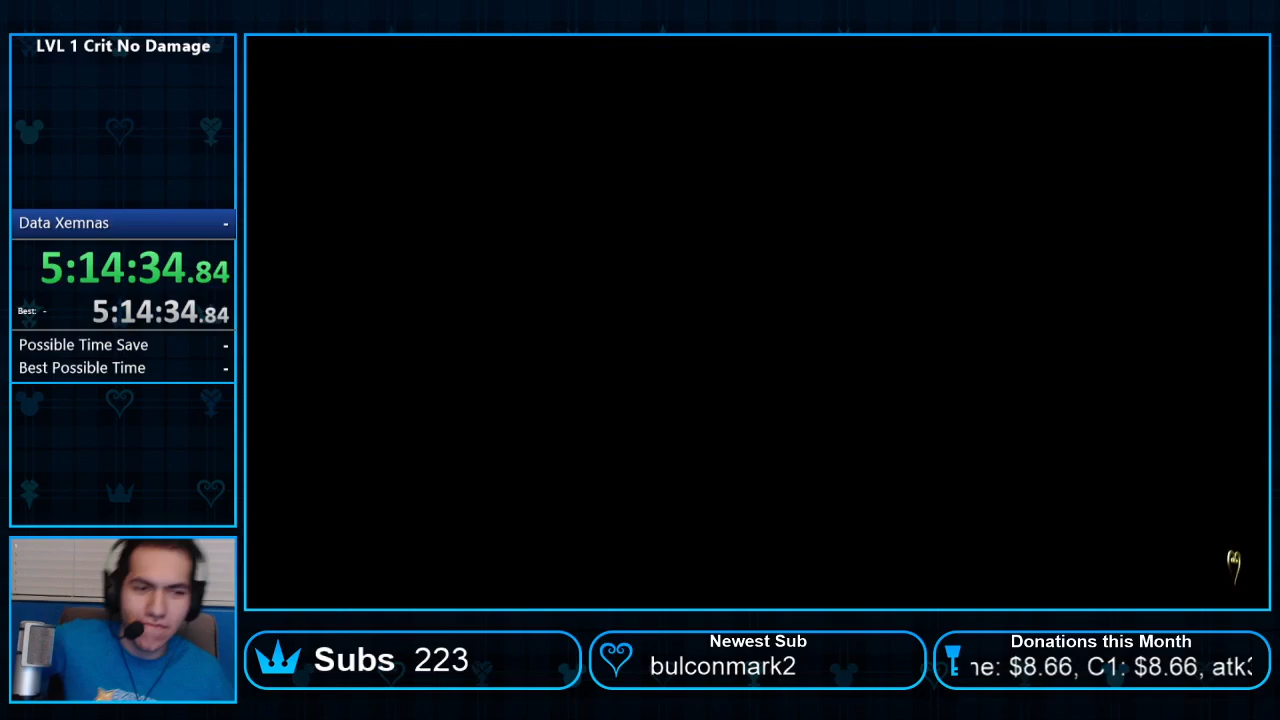 LVL 1 Crit No Damage
Data Xemnas -
5:14:34.84
Best: - 5:14:34.84
Possible Time Save -
Best Possible Time -
Subs 223
Newest Sub
bulconmark2
Donations this Month
ne: $8.66, C1: $8.66, atk